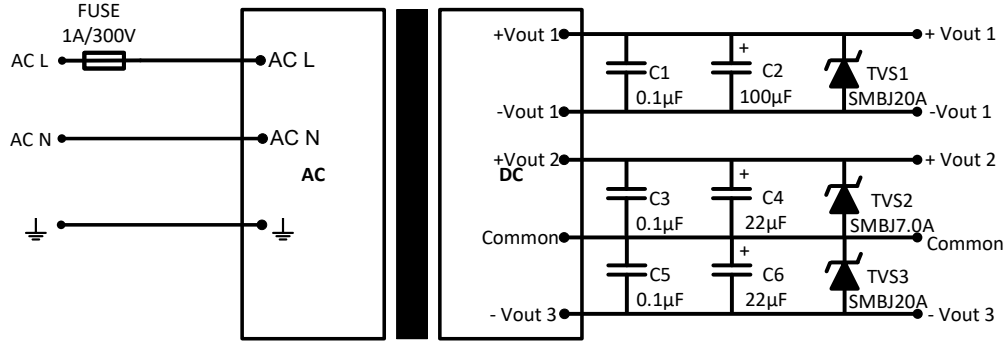 FUSE
1A/300V
AC L
AC L
AC N
AC N
AC
DC
+Vout 1
-Vout 1
+Vout 2
Common
- Vout 3
C1
0.1µF
C2
+
100µF
TVS1
SMBJ20A
+ Vout 1
-Vout 1
C3
0.1µF
C4
+
22µF
TVS2
SMBJ7.0A
+ Vout 2
Common
C5
0.1µF
C6
+
22µF
TVS3
SMBJ20A
- Vout 3